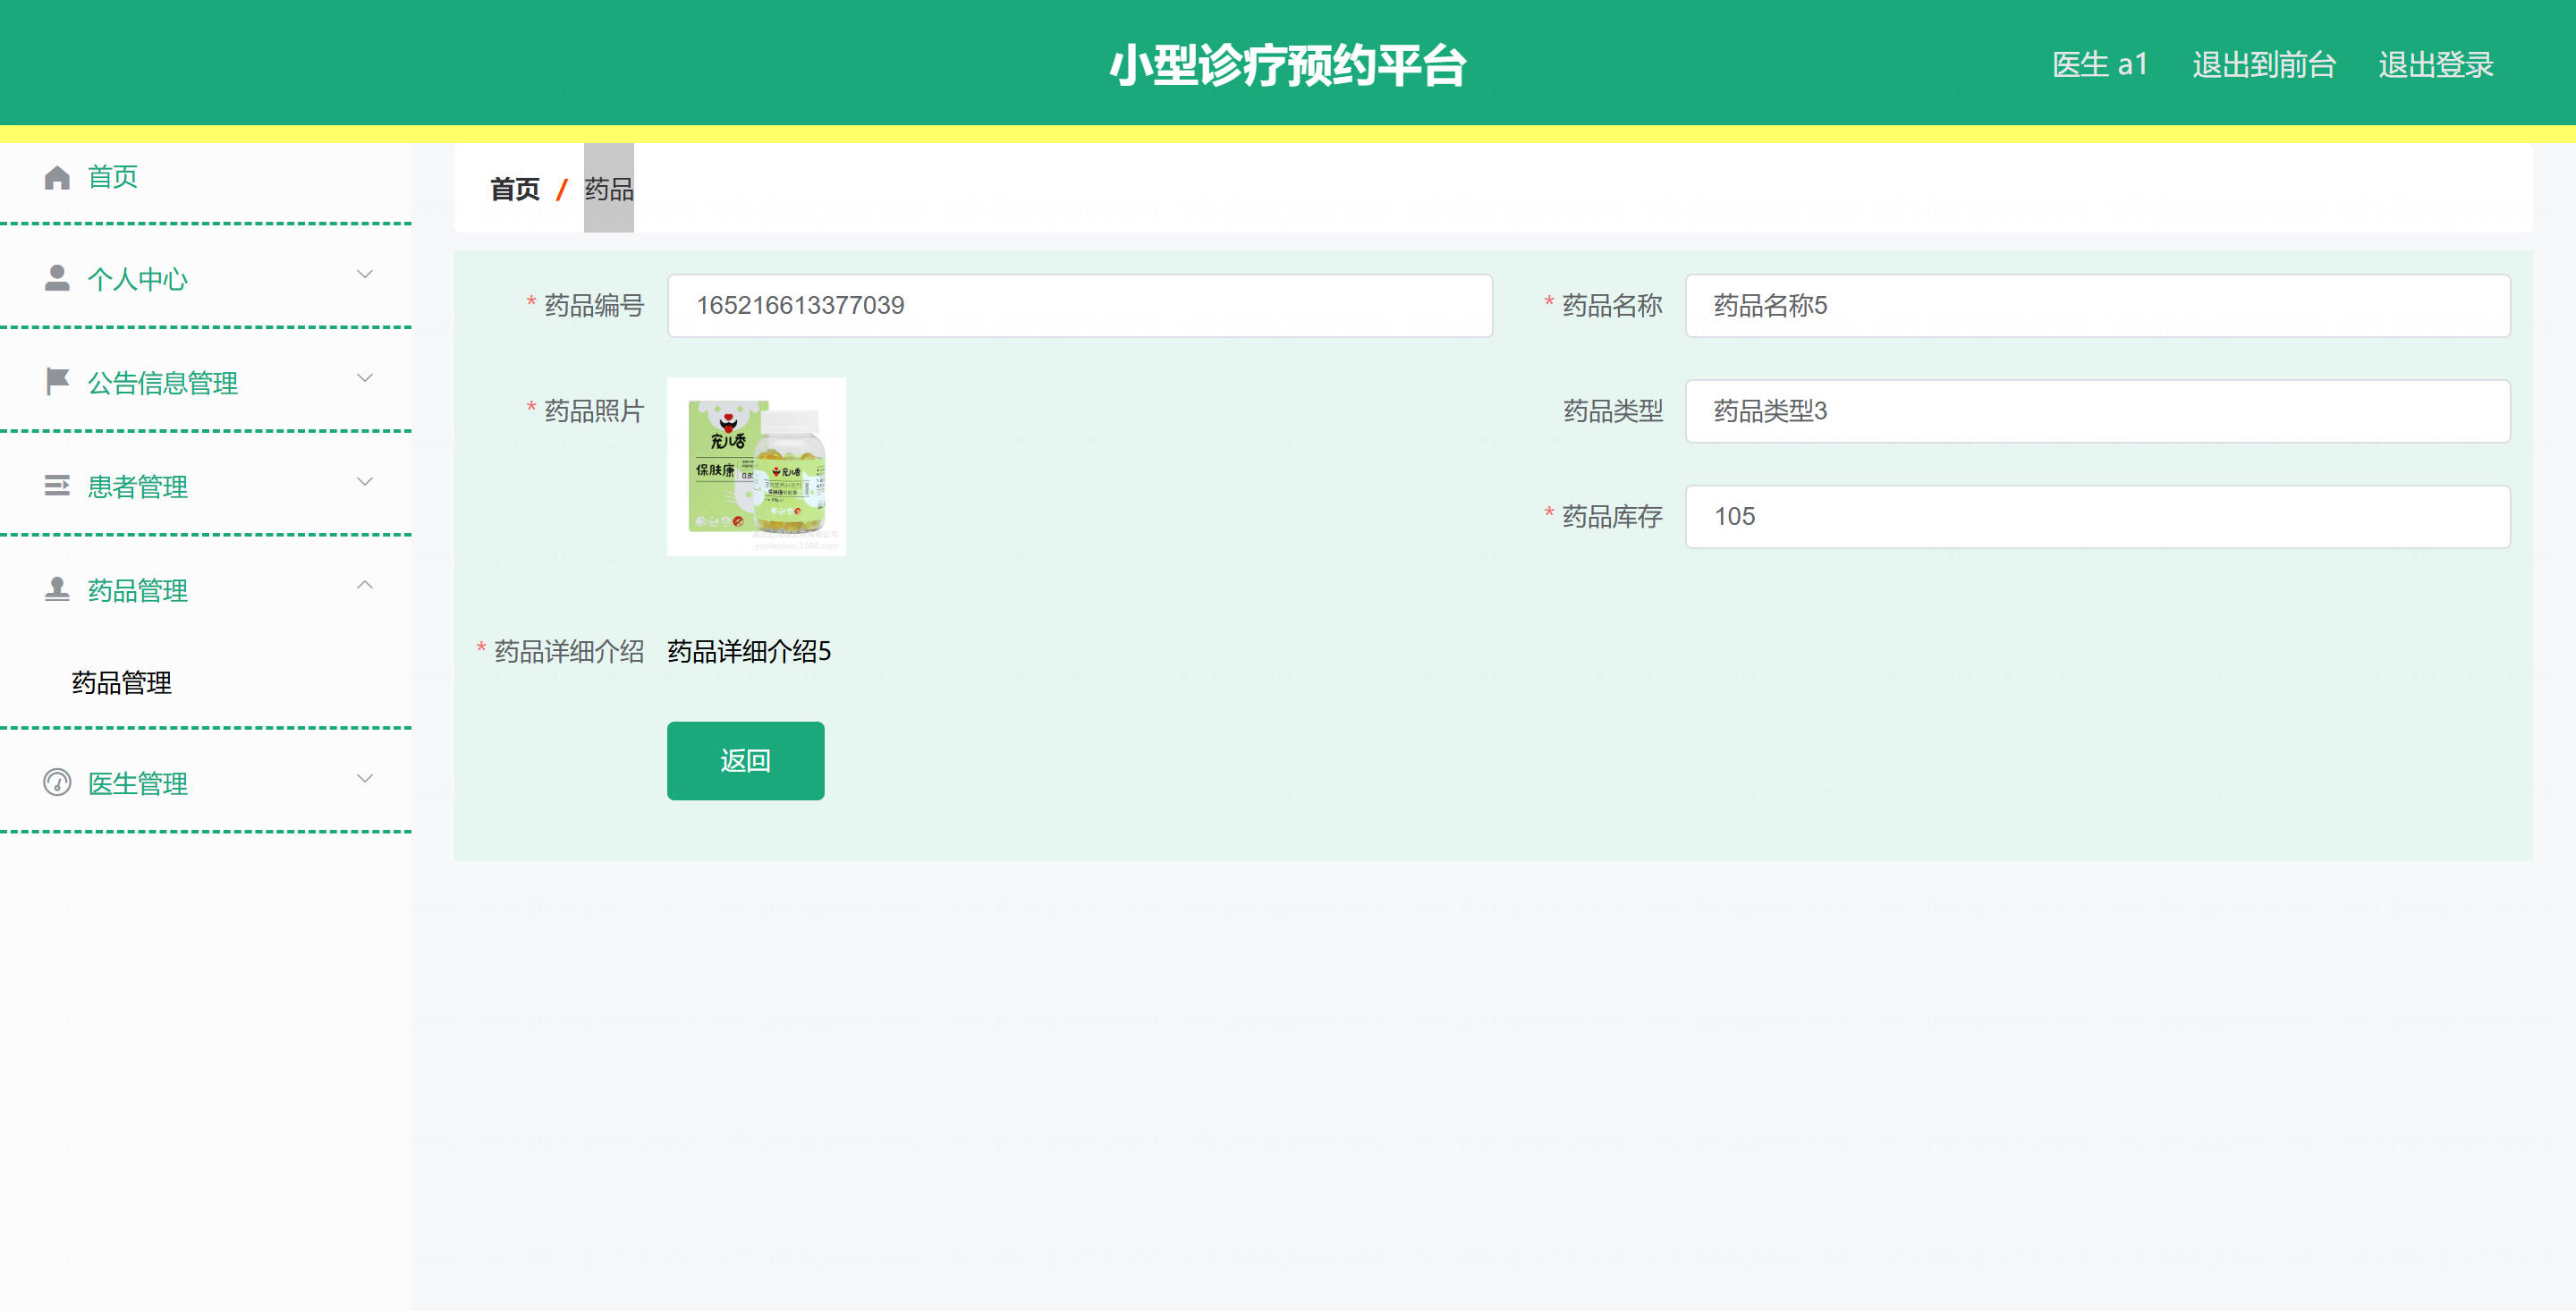 小型诊疗预约平台
医生 a1 退出到前台 退出登录
首页
个人中心
公告信息管理
患者管理
药品管理
药品管理
医生管理
首页 / 药品
* 药品编号 165216613377039
* 药品名称 药品名称5
* 药品照片
宠儿香
保肤康
宠儿香
药品类型 药品类型3
* 药品库存 105
* 药品详细介绍 药品详细介绍5
返回